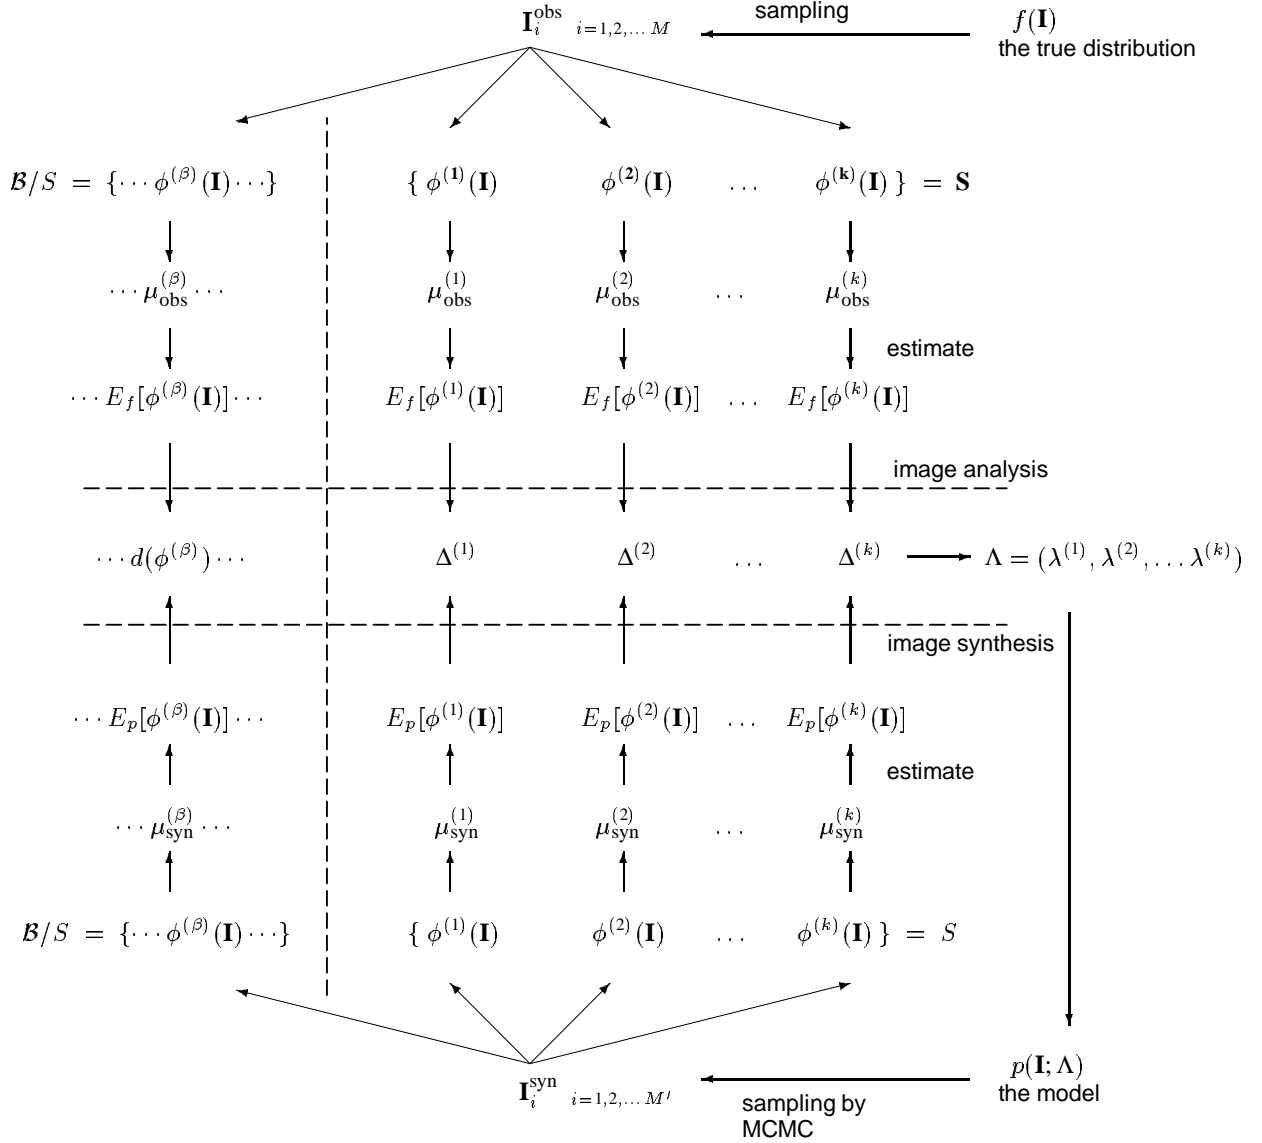 I_i^obs i=1,2,... M sampling f(I)
the true distribution
B/S = {··· φ^(β)(I) ···} { φ^(1)(I) φ^(2)(I) ... φ^(k)(I) } = S
··· μ_obs^(β) ··· μ_obs^(1) μ_obs^(2) ... μ_obs^(k)
estimate
··· E_f[φ^(β)(I)] ··· E_f[φ^(1)(I)] E_f[φ^(2)(I)] ... E_f[φ^(k)(I)]
image analysis
··· d(φ^(β)) ··· Δ^(1) Δ^(2) ... Δ^(k) Λ = (λ^(1), λ^(2), ... λ^(k))
image synthesis
··· E_p[φ^(β)(I)] ··· E_p[φ^(1)(I)] E_p[φ^(2)(I)] ... E_p[φ^(k)(I)]
estimate
··· μ_syn^(β) ··· μ_syn^(1) μ_syn^(2) ... μ_syn^(k)
B/S = {··· φ^(β)(I) ···} { φ^(1)(I) φ^(2)(I) ... φ^(k)(I) } = S
p(I; Λ)
I_i^syn i=1,2,... M' the model
sampling by
MCMC